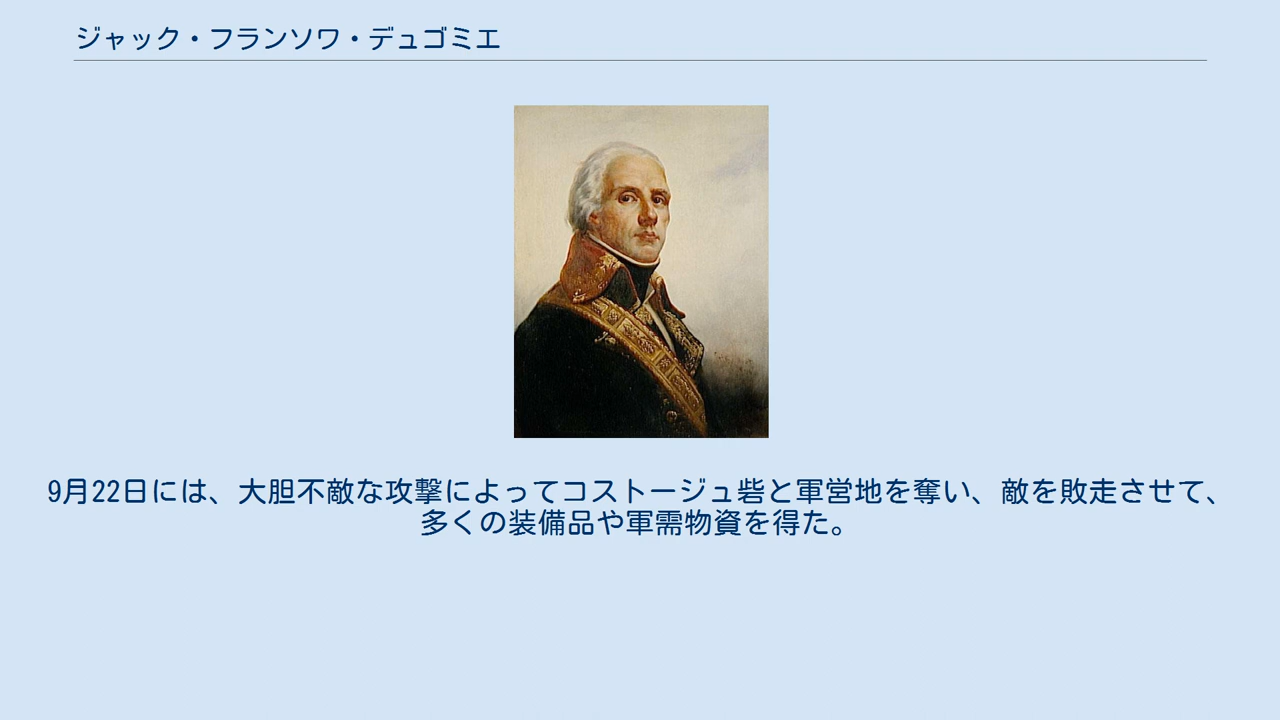 ジャック・フランソワ・デュゴミエ
9月22日には、大胆不敵な攻撃によってコストージュ砦と軍営地を奪い、敵を敗走させて、
多くの装備品や軍需物資を得た。